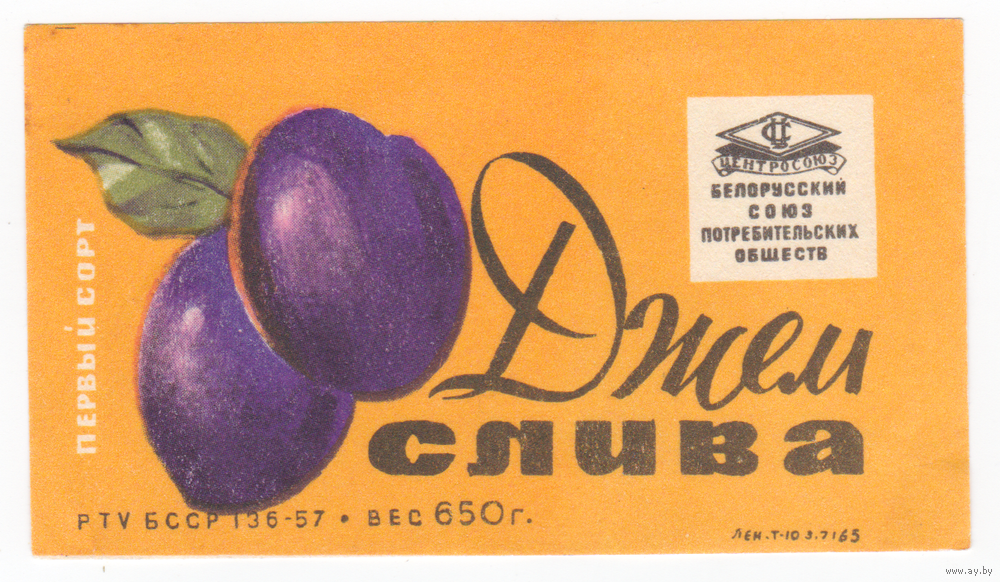 ЦЕНТРОСОЮЗ
БЕЛОРУССКИЙ
СОЮЗ
ПОТРЕБИТЕЛЬСКИХ
ОБЩЕСТВ
ПЕРВЫЙ СОРТ
Джем
СЛИВА
РТУ БССР 136-57 • ВЕС 650г.
ЛЕН.Т-10 З.7165
www.ay.by